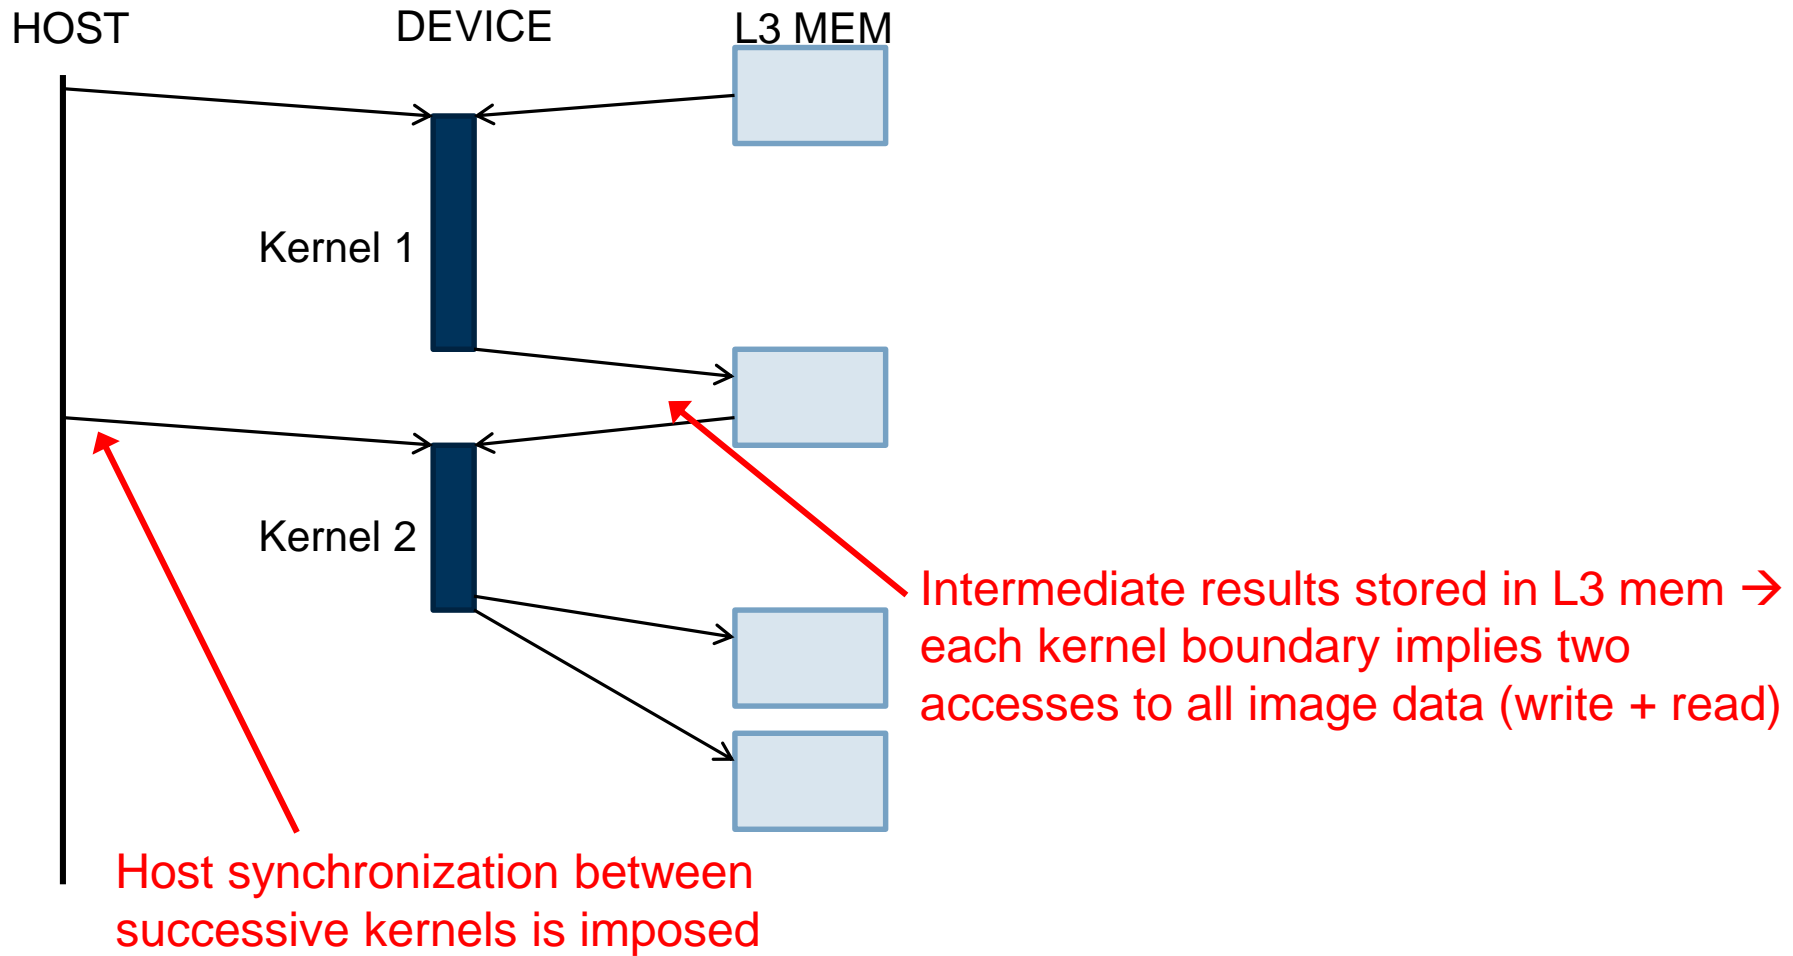 HOST
DEVICE
L3 MEM
Kernel 1
Kernel 2
Intermediate results stored in L3 mem →
each kernel boundary implies two
accesses to all image data (write + read)
Host synchronization between
successive kernels is imposed